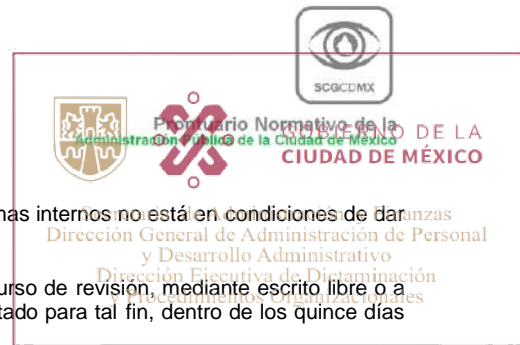 SCGCDMX
Prontuario Normativo de la
Administración Pública de la Ciudad de México
GOBIERNO DE LA
CIUDAD DE MÉXICO
mas internos no está en condiciones de dar
Secretaría de Administración y Finanzas
Dirección General de Administración de Personal
y Desarrollo Administrativo
Dirección Ejecutiva de Dictaminación
y Procedimientos Organizacionales
urso de revisión, mediante escrito libre o a
tado para tal fin, dentro de los quince días